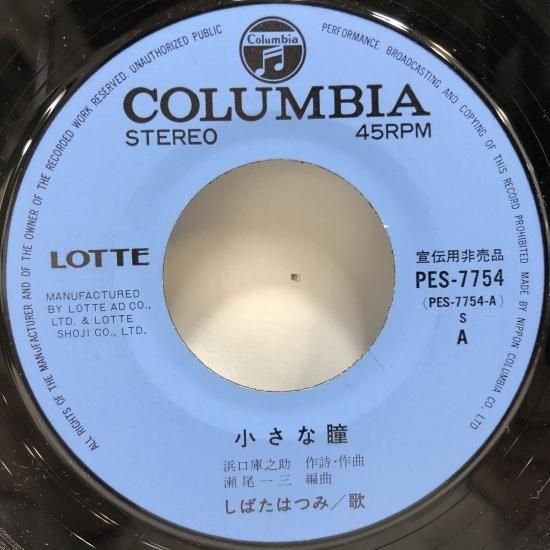 ALL RIGHTS OF THE MANUFACTURER AND OF THE OWNER OF THE RECORDED WORK RESERVED. UNAUTHORIZED PUBLIC PERFORMANCE, BROADCASTING AND COPYING OF THIS RECORD PROHIBITED MADE BY NIPPON COLUMBIA CO., LTD.
Columbia
COLUMBIA
STEREO 45RPM
LOTTE
MANUFACTURED
BY LOTTE AD CO.,
LTD. & LOTTE
SHOJI CO., LTD.
宣伝用非売品
PES-7754
(PES-7754-A)
S
A
小さな瞳
浜口庫之助 作詩・作曲
瀬尾一三 編曲
しばたはつみ/歌